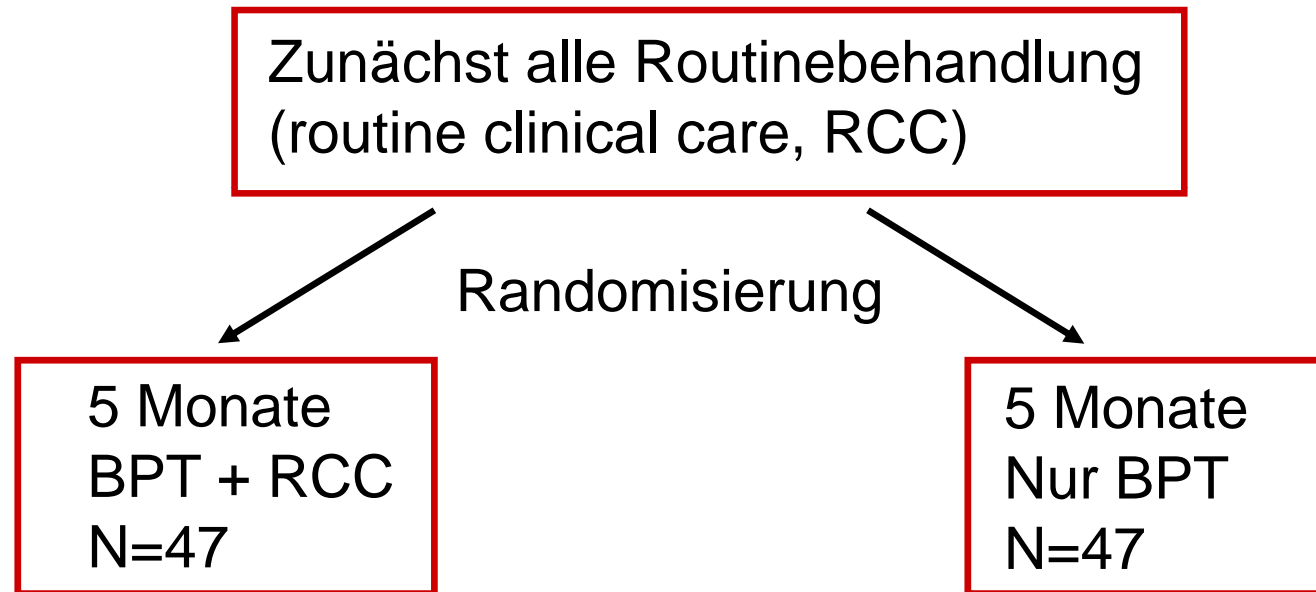 Zunächst alle Routinebehandlung
(routine clinical care, RCC)
Randomisierung
5 Monate
BPT + RCC
N=47
5 Monate
Nur BPT
N=47